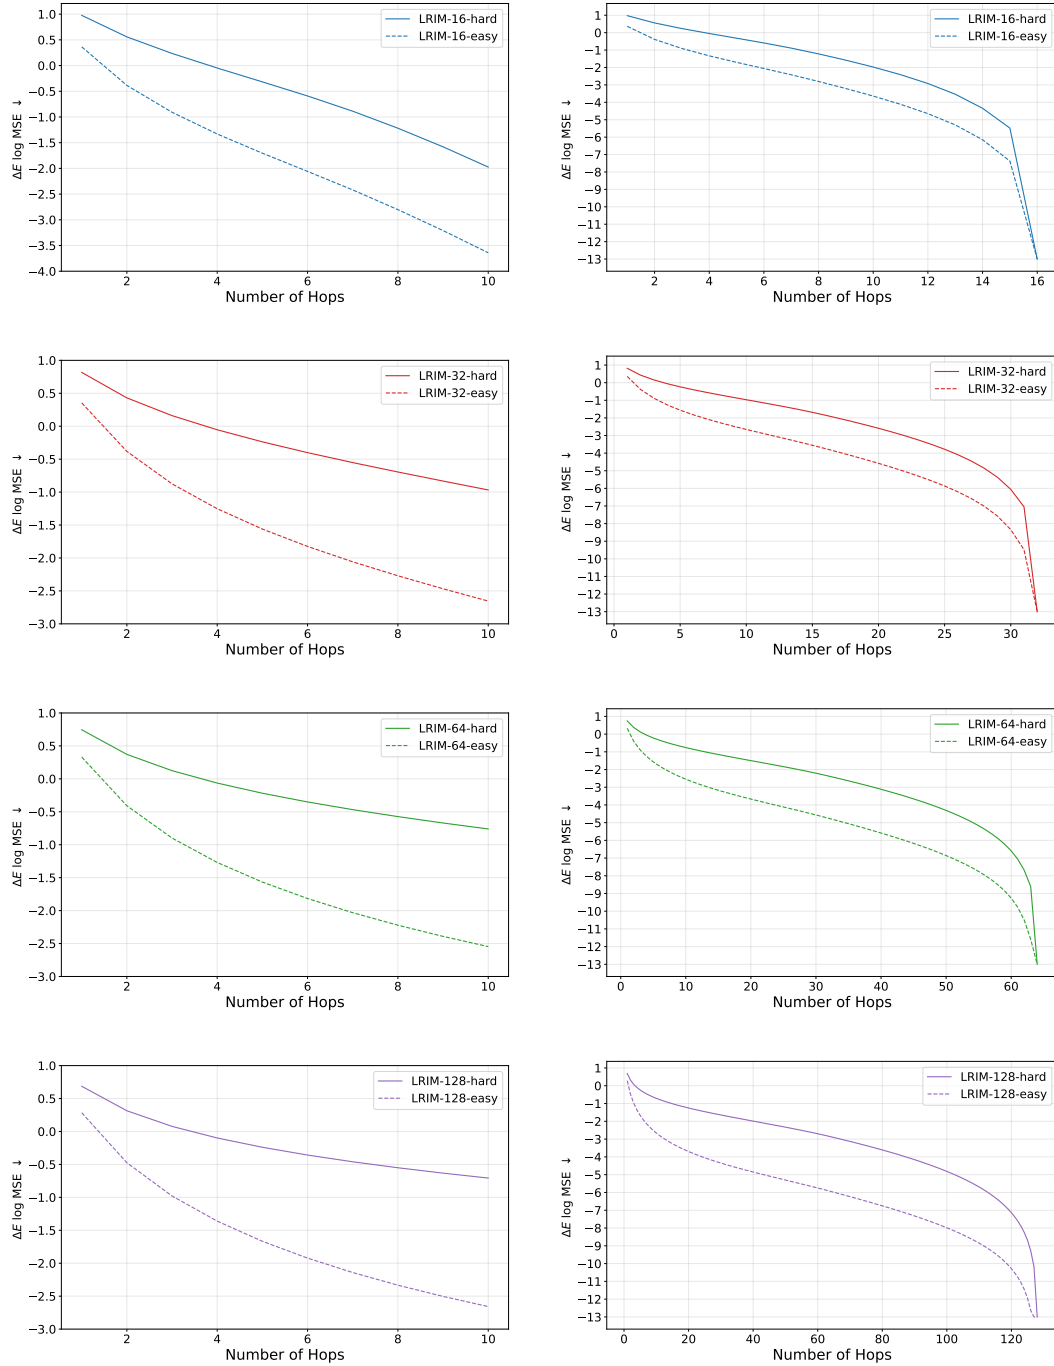 LRIM-16-hard
LRIM-16-easy
1.0
0.5
0.0
−0.5
−1.0
−1.5
−2.0
−2.5
−3.0
−3.5
−4.0
ΔE log MSE ↓
2 4 6 8 10
Number of Hops
LRIM-16-hard
LRIM-16-easy
1
0
−1
−2
−3
−4
−5
−6
−7
−8
−9
−10
−11
−12
−13
ΔE log MSE ↓
2 4 6 8 10 12 14 16
Number of Hops
LRIM-32-hard
LRIM-32-easy
1.0
0.5
0.0
−0.5
−1.0
−1.5
−2.0
−2.5
−3.0
ΔE log MSE ↓
2 4 6 8 10
Number of Hops
LRIM-32-hard
LRIM-32-easy
1
0
−1
−2
−3
−4
−5
−6
−7
−8
−9
−10
−11
−12
−13
ΔE log MSE ↓
0 5 10 15 20 25 30
Number of Hops
LRIM-64-hard
LRIM-64-easy
1.0
0.5
0.0
−0.5
−1.0
−1.5
−2.0
−2.5
−3.0
ΔE log MSE ↓
2 4 6 8 10
Number of Hops
LRIM-64-hard
LRIM-64-easy
1
0
−1
−2
−3
−4
−5
−6
−7
−8
−9
−10
−11
−12
−13
ΔE log MSE ↓
0 10 20 30 40 50 60
Number of Hops
LRIM-128-hard
LRIM-128-easy
1.0
0.5
0.0
−0.5
−1.0
−1.5
−2.0
−2.5
−3.0
ΔE log MSE ↓
2 4 6 8 10
Number of Hops
LRIM-128-hard
LRIM-128-easy
1
0
−1
−2
−3
−4
−5
−6
−7
−8
−9
−10
−11
−12
−13
ΔE log MSE ↓
0 20 40 60 80 100 120
Number of Hops